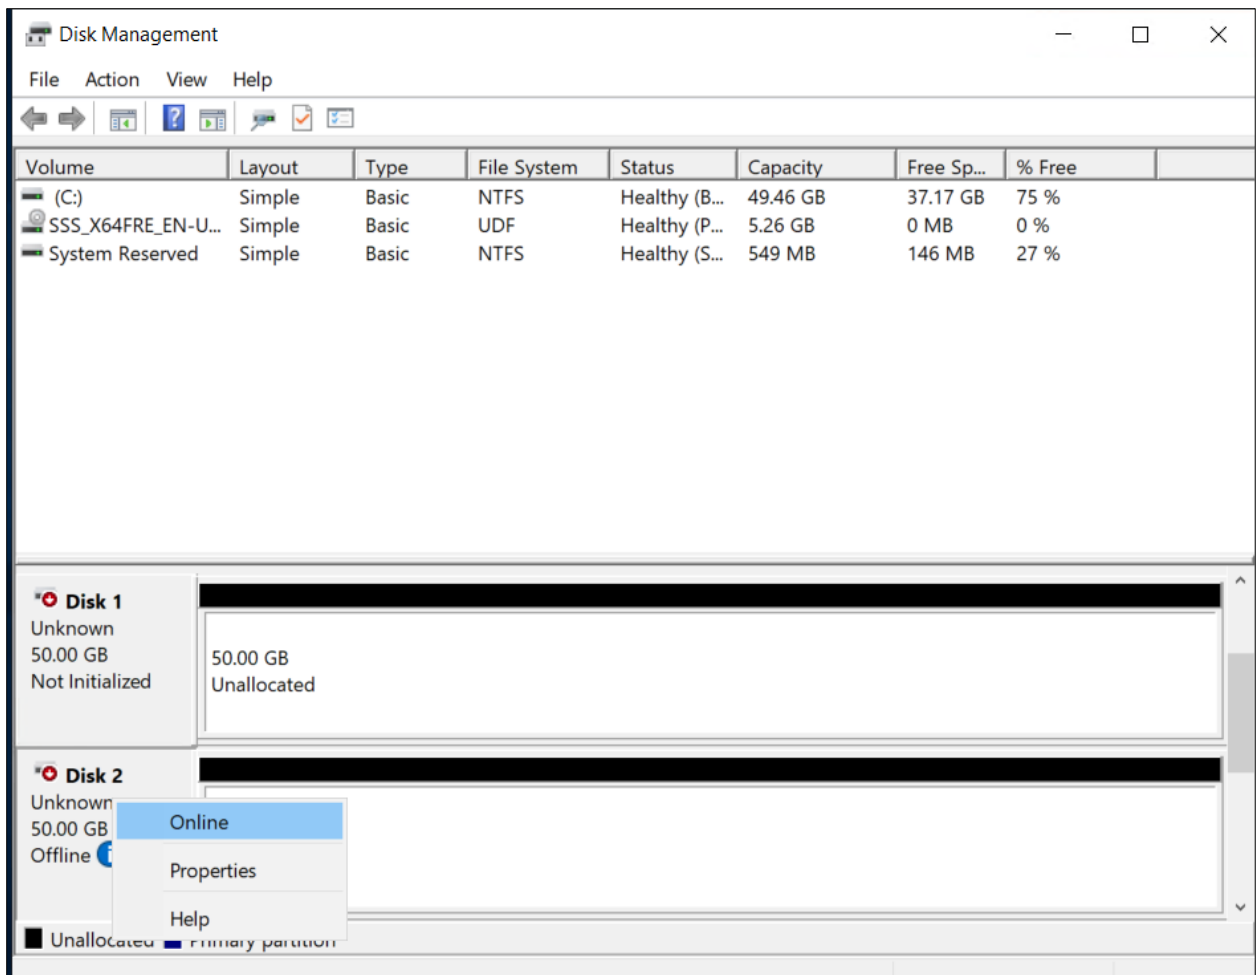 Disk Management
File Action View Help
Volume Layout Type File System Status Capacity Free Sp... % Free
(C:) Simple Basic NTFS Healthy (B... 49.46 GB 37.17 GB 75 %
SSS_X64FRE_EN-U... Simple Basic UDF Healthy (P... 5.26 GB 0 MB 0 %
System Reserved Simple Basic NTFS Healthy (S... 549 MB 146 MB 27 %
Disk 1
Unknown
50.00 GB
Not Initialized
50.00 GB
Unallocated
Disk 2
Unknown
50.00 GB
Offline
Online
Properties
Help
Unallocated Primary partition